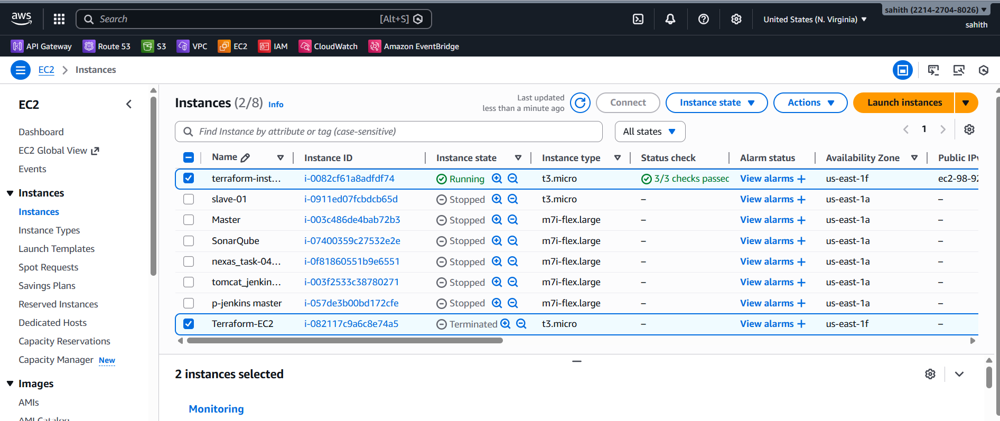 aws
Search [Alt+S]
United States (N. Virginia)
sahith (2214-2704-8026)
sahith
API Gateway Route 53 S3 VPC EC2 IAM CloudWatch Amazon EventBridge
EC2 Instances
EC2
Dashboard
EC2 Global View
Events
Instances
Instances
Instance Types
Launch Templates
Spot Requests
Savings Plans
Reserved Instances
Dedicated Hosts
Capacity Reservations
Capacity Manager New
Images
AMIs
AMI Catalog
Instances (2/8) Info
Last updated
less than a minute ago
Connect Instance state Actions Launch instances
Find Instance by attribute or tag (case-sensitive)
All states
1
Name Instance ID Instance state Instance type Status check Alarm status Availability Zone Public IPv
terraform-inst... i-0082cf61a8adfdf74 Running t3.micro 3/3 checks passed View alarms + us-east-1f ec2-98-92
slave-01 i-0911ed07fcbdcb65d Stopped t3.micro – View alarms + us-east-1a –
Master i-003c486de4bab72b3 Stopped m7i-flex.large – View alarms + us-east-1a –
SonarQube i-07400359c27532e2e Stopped m7i-flex.large – View alarms + us-east-1a –
nexas_task-04... i-0f81860551b9e6551 Stopped m7i-flex.large – View alarms + us-east-1a –
tomcat_jenkin... i-003f2533c38780271 Stopped m7i-flex.large – View alarms + us-east-1a –
p-jenkins master i-057de3b00bd172cfe Stopped m7i-flex.large – View alarms + us-east-1a –
Terraform-EC2 i-082117c9a6c8e74a5 Terminated t3.micro – View alarms + us-east-1f –
2 instances selected
Monitoring